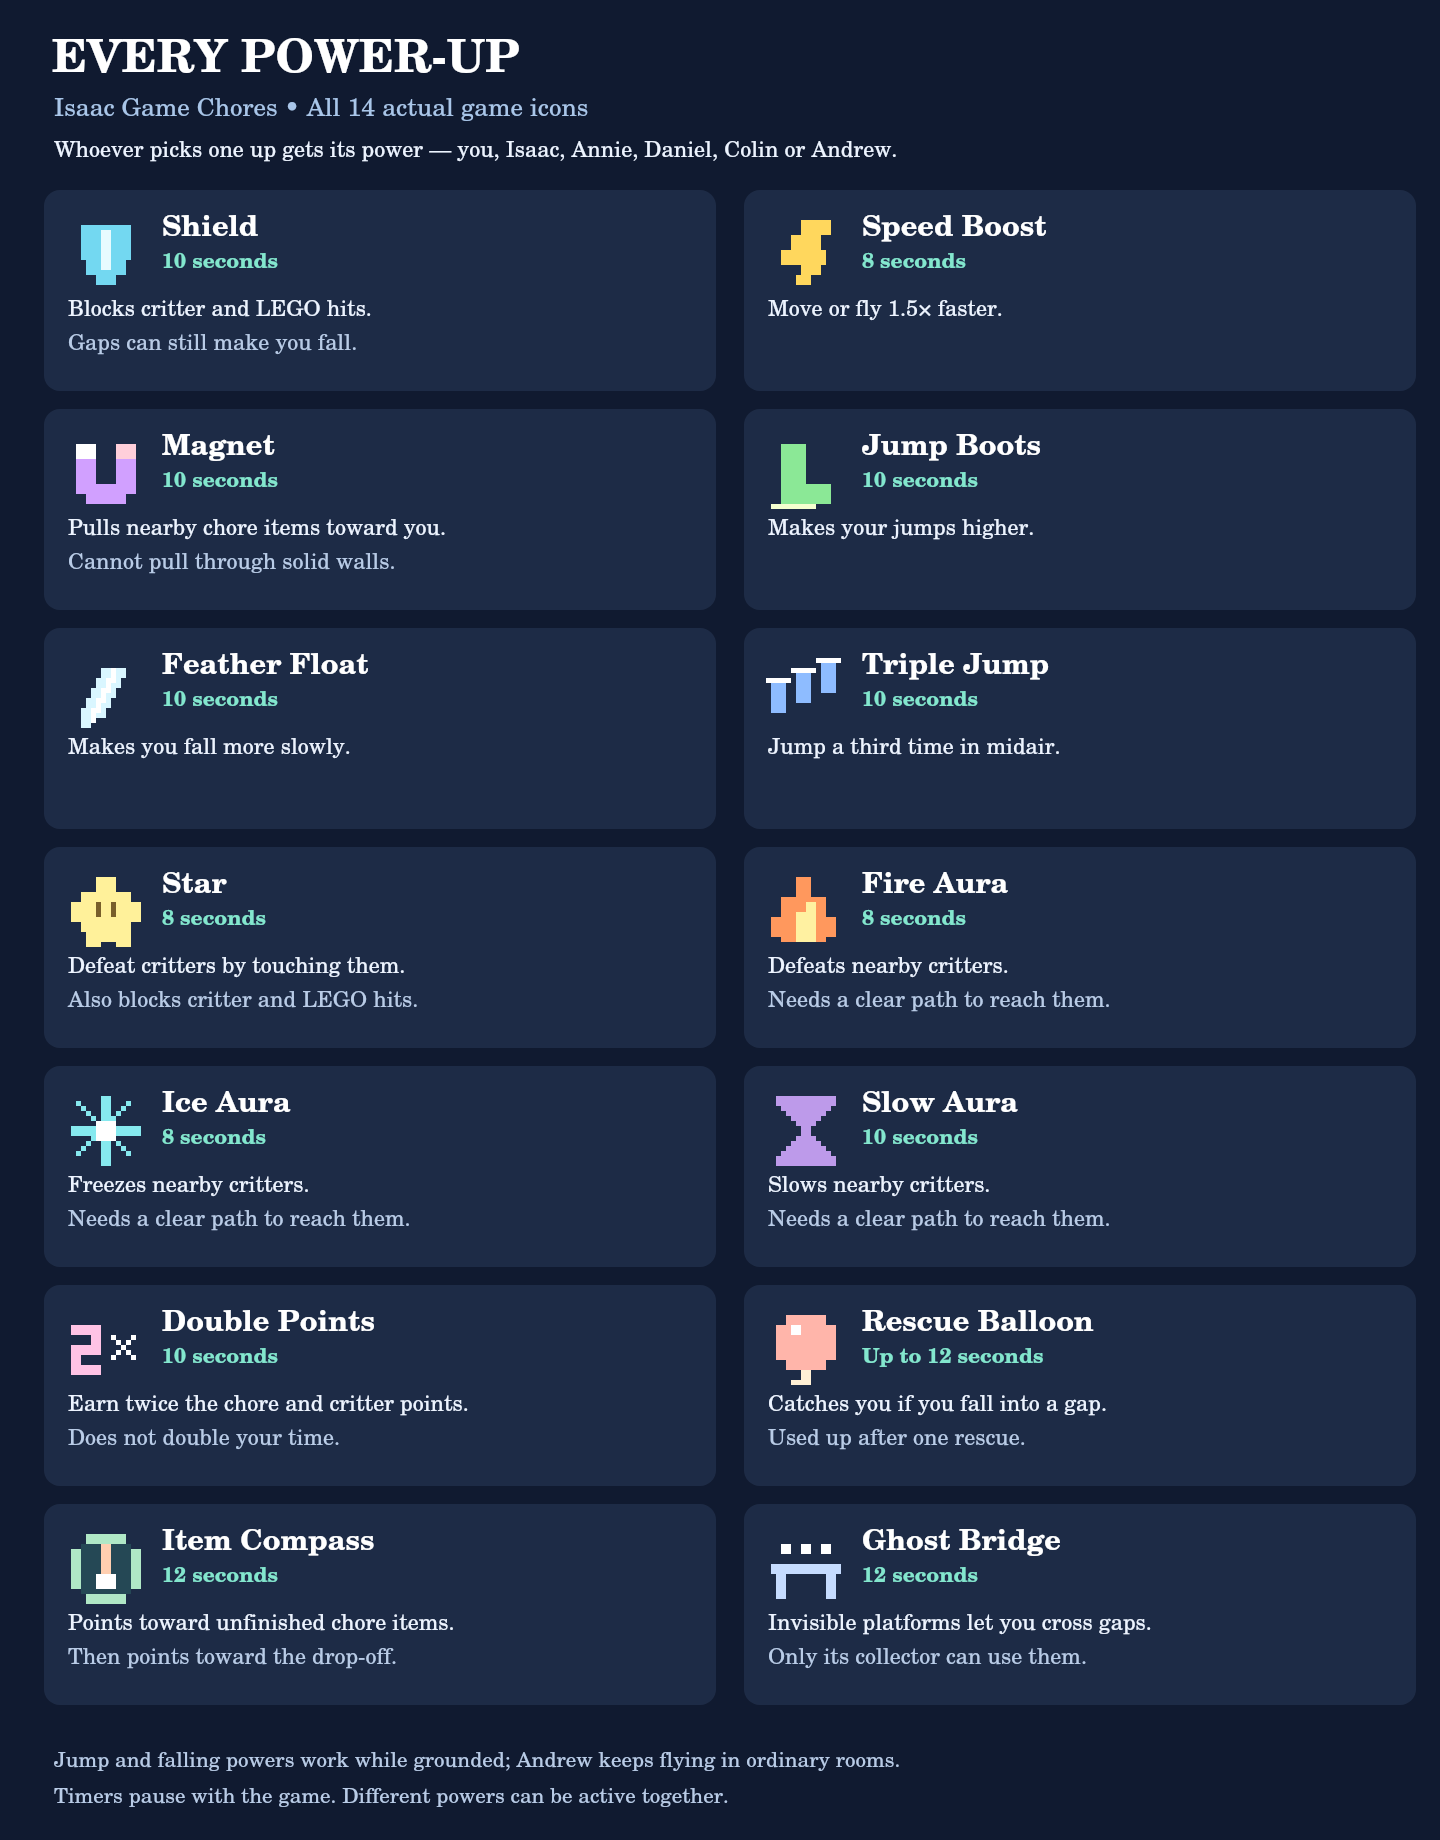 EVERY POWER-UP
Isaac Game Chores • All 14 actual game icons
Whoever picks one up gets its power — you, Isaac, Annie, Daniel, Colin or Andrew.
Shield
10 seconds
Blocks critter and LEGO hits.
Gaps can still make you fall.
Speed Boost
8 seconds
Move or fly 1.5× faster.
Magnet
10 seconds
Pulls nearby chore items toward you.
Cannot pull through solid walls.
Jump Boots
10 seconds
Makes your jumps higher.
Feather Float
10 seconds
Makes you fall more slowly.
Triple Jump
10 seconds
Jump a third time in midair.
Star
8 seconds
Defeat critters by touching them.
Also blocks critter and LEGO hits.
Fire Aura
8 seconds
Defeats nearby critters.
Needs a clear path to reach them.
Ice Aura
8 seconds
Freezes nearby critters.
Needs a clear path to reach them.
Slow Aura
10 seconds
Slows nearby critters.
Needs a clear path to reach them.
2×
Double Points
10 seconds
Earn twice the chore and critter points.
Does not double your time.
Rescue Balloon
Up to 12 seconds
Catches you if you fall into a gap.
Used up after one rescue.
Item Compass
12 seconds
Points toward unfinished chore items.
Then points toward the drop-off.
Ghost Bridge
12 seconds
Invisible platforms let you cross gaps.
Only its collector can use them.
Jump and falling powers work while grounded; Andrew keeps flying in ordinary rooms.
Timers pause with the game. Different powers can be active together.